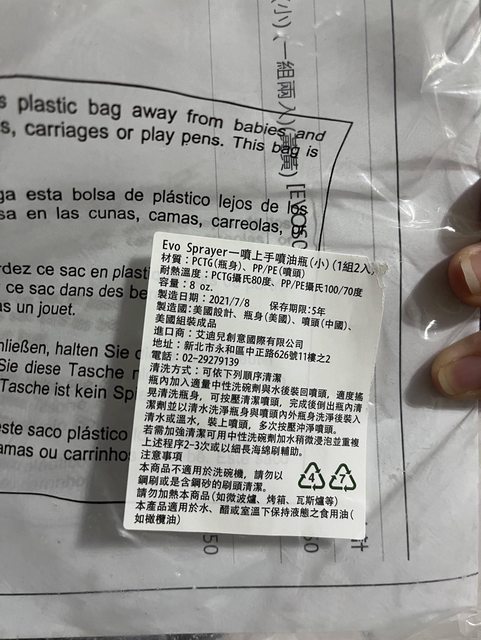 小)(一組兩入)(
) [EVOS0
s plastic bag away from babies and
s, carriages or play pens. This bag is
ga esta bolsa de plástico lejos de
sa en las cunas, camas, carreolas,
rdez ce sac en plasti
ce sac dans des be
as un jouet.
hließen, halten Sie
Sie diese Tasche
Tasche ist kein Spi
este saco plástico
amas ou carrinho
50
Evo Sprayer一噴上手噴油瓶(小)(1組2入
材質：PCTG(瓶身)、PP/PE(噴頭)
耐熱溫度：PCTG攝氏80度、PP/PE攝氏100/70度
容量：8 oz.
製造日期：2021/7/8 保存期限:5年
製造國:美國設計、瓶身(美國)、噴頭(中國)、
美國組裝成品
進口商：艾迪兒創意國際有限公司
地址：新北市永和區中正路626號11樓之2
電話：02-29279139
清洗方式：可依下列順序清潔
瓶內加入適量中性洗碗劑與水後裝回噴頭，適度搖
晃清洗瓶身，可按壓清潔噴頭，完成後倒出瓶內清
潔劑並以清水洗淨瓶身與噴頭內外瓶身洗淨後裝入
清水或溫水，裝上噴頭，多次按壓沖淨噴頭。
若需加強清潔可用中性洗碗劑加水稍微浸泡並重複
上述程序2-3次或以細長海綿刷輔助。
注意事項
本商品不適用於洗碗機，請勿以
鋼刷或是含鋼砂的刷頭清潔。
4 7
請勿加熱本商品(如微波爐、烤箱、瓦斯爐等)
本產品適用於水、醋或室溫下保持液態之食用油(
如橄欖油)